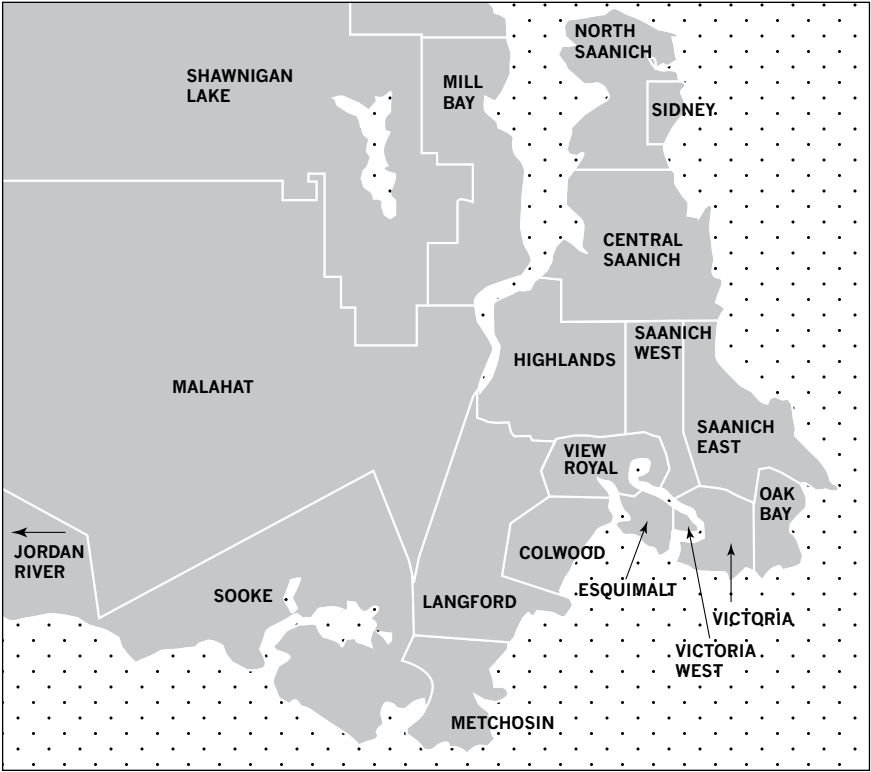 NORTH
SAANICH
SHAWNIGAN
LAKE
MILL
BAY
SIDNEY
CENTRAL
SAANICH
SAANICH
WEST
HIGHLANDS
MALAHAT
SAANICH
EAST
VIEW
ROYAL
OAK
BAY
JORDAN
RIVER
COLWOOD
ESQUIMALT
SOOKE
LANGFORD
VICTORIA
VICTORIA
WEST
METCHOSIN